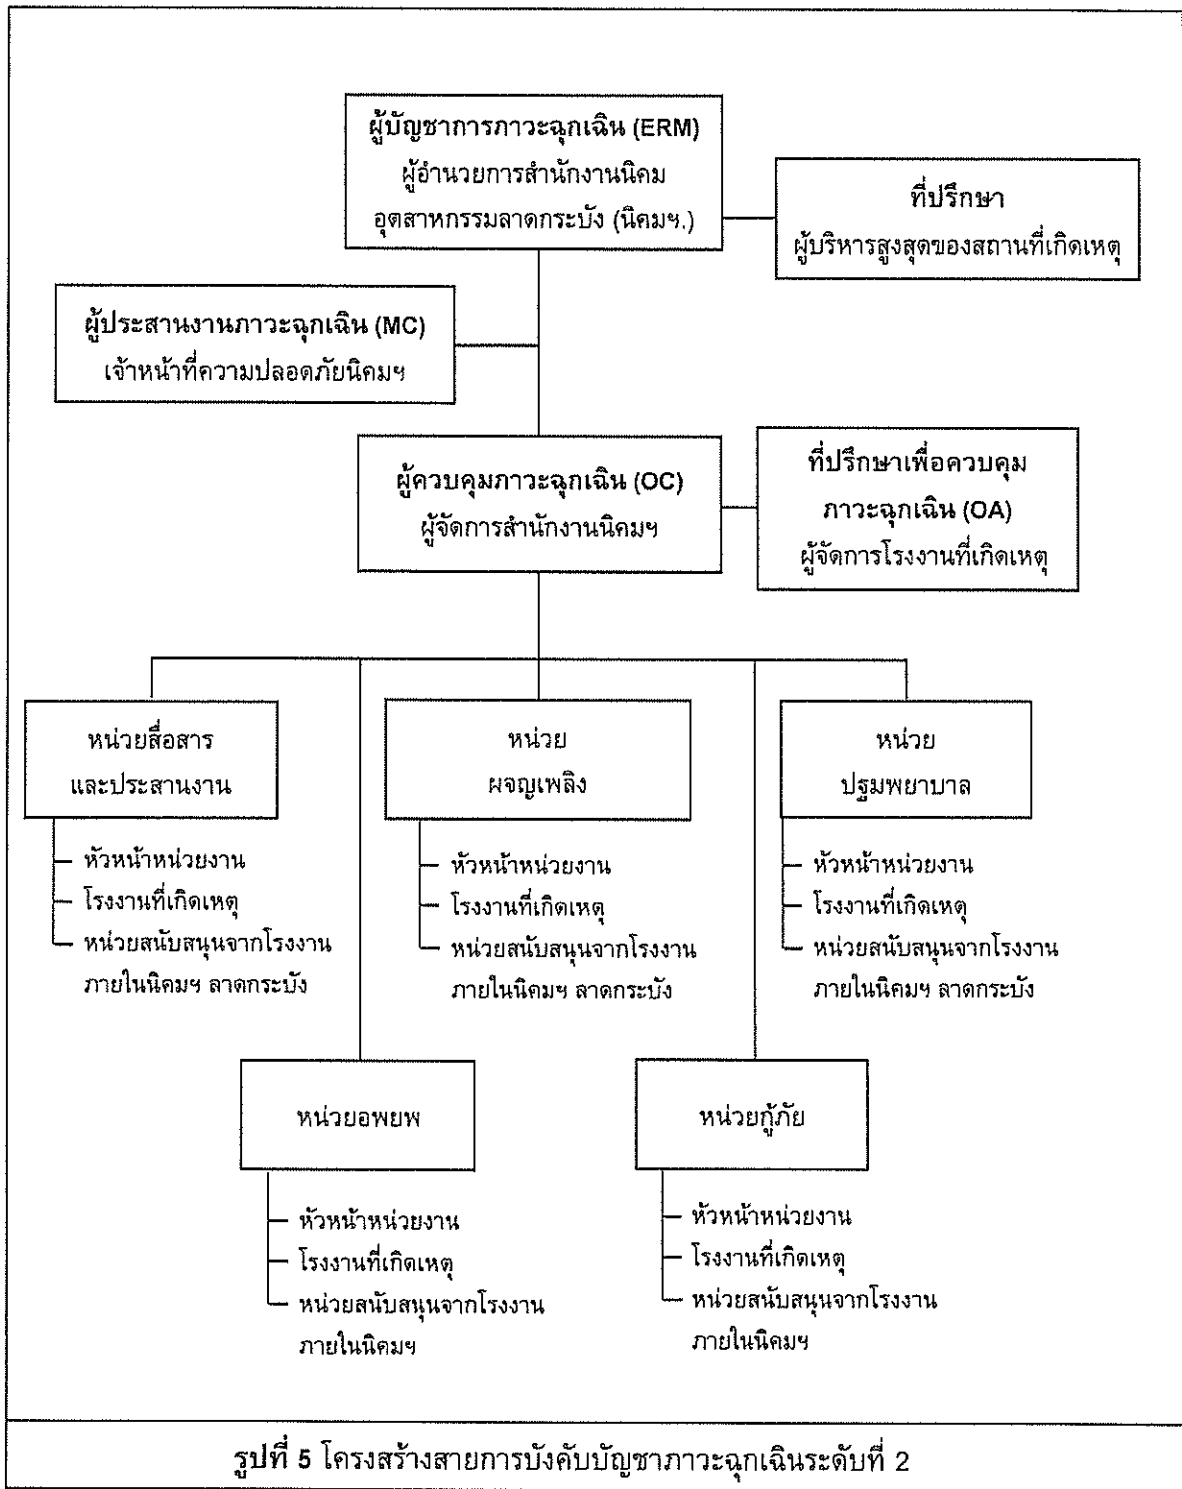 ผู้บัญชาการภาวะฉุกเฉิน (ERM)
ผู้อำนวยการสำนักงานนิคม
อุตสาหกรรมลาดกระบัง (นิคมฯ.)
ที่ปรึกษา
ผู้บริหารสูงสุดของสถานที่เกิดเหตุ
ผู้ประสานงานภาวะฉุกเฉิน (MC)
เจ้าหน้าที่ความปลอดภัยนิคมฯ
ผู้ควบคุมภาวะฉุกเฉิน (OC)
ผู้จัดการสำนักงานนิคมฯ
ที่ปรึกษาเพื่อควบคุม
ภาวะฉุกเฉิน (OA)
ผู้จัดการโรงงานที่เกิดเหตุ
หน่วยสื่อสาร
และประสานงาน
หัวหน้าหน่วยงาน
โรงงานที่เกิดเหตุ
หน่วยสนับสนุนจากโรงงาน
ภายในนิคมฯ ลาดกระบัง
หน่วย
ผจญเพลิง
หัวหน้าหน่วยงาน
โรงงานที่เกิดเหตุ
หน่วยสนับสนุนจากโรงงาน
ภายในนิคมฯ ลาดกระบัง
หน่วย
ปฐมพยาบาล
หัวหน้าหน่วยงาน
โรงงานที่เกิดเหตุ
หน่วยสนับสนุนจากโรงงาน
ภายในนิคมฯ ลาดกระบัง
หน่วยอพยพ
หัวหน้าหน่วยงาน
โรงงานที่เกิดเหตุ
หน่วยสนับสนุนจากโรงงาน
ภายในนิคมฯ
หน่วยกู้ภัย
หัวหน้าหน่วยงาน
โรงงานที่เกิดเหตุ
หน่วยสนับสนุนจากโรงงาน
ภายในนิคมฯ
รูปที่ 5 โครงสร้างสายการบังคับบัญชาภาวะฉุกเฉินระดับที่ 2